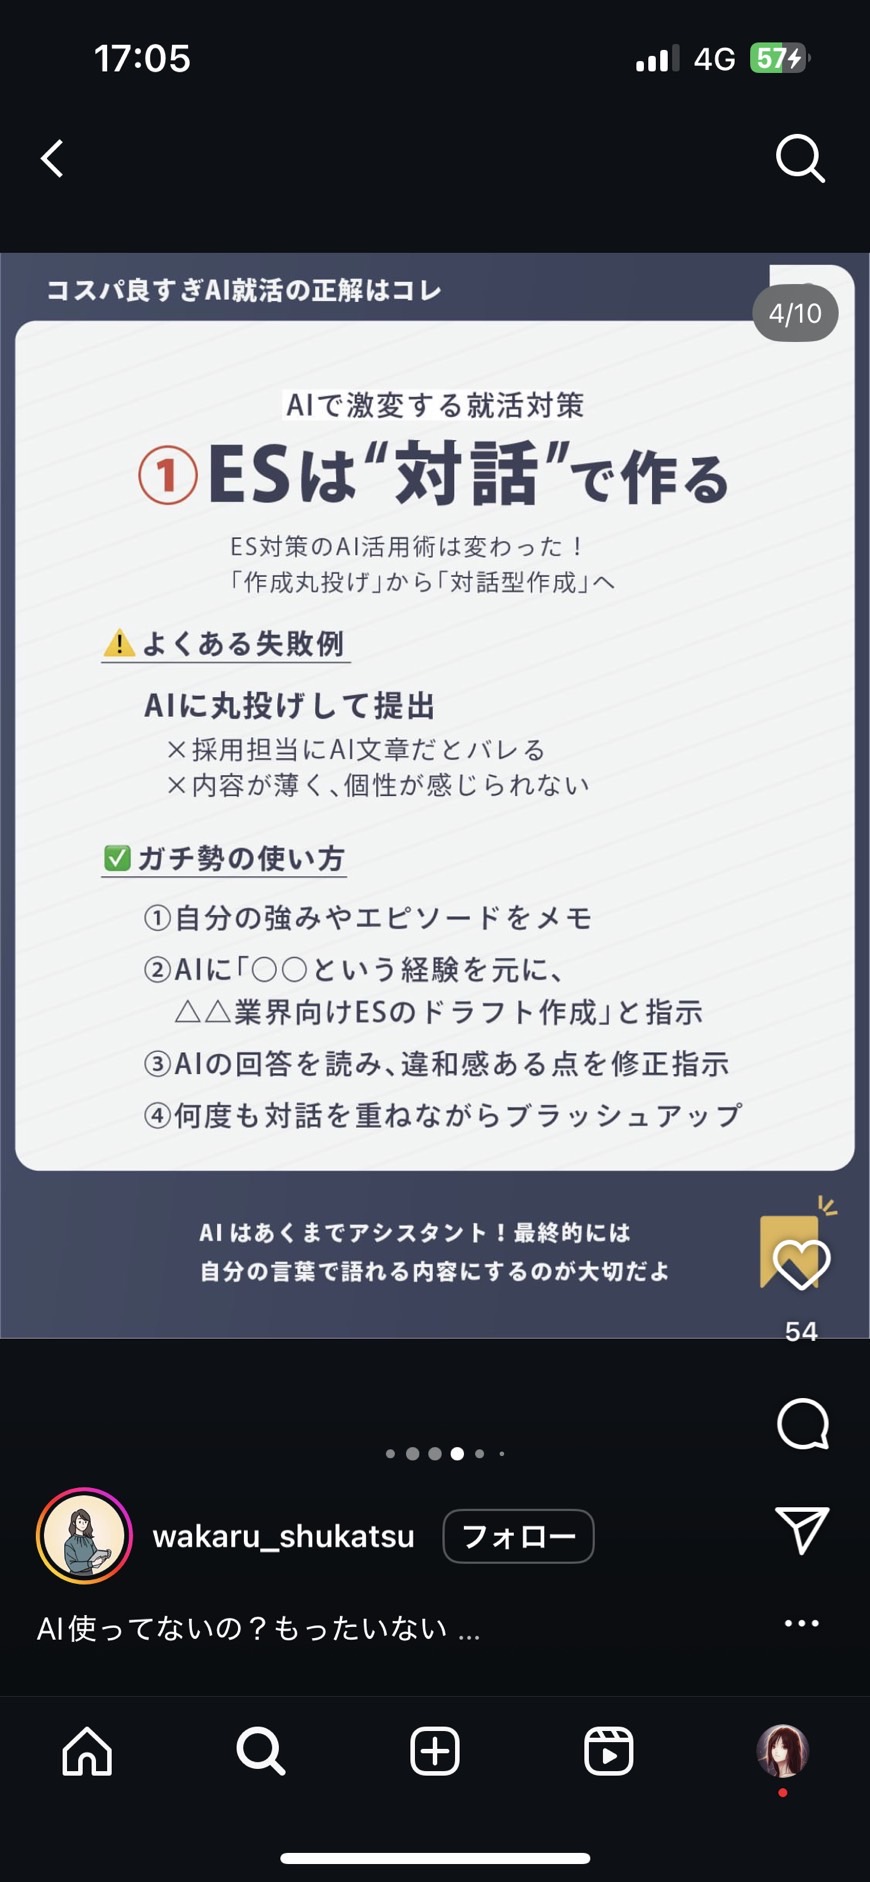 17:05
4G
57
コスパ良すぎAI就活の正解はコレ
4/10
AIで激変する就活対策
①ESは“対話”で作る
ES対策のAI活用術は変わった！
「作成丸投げ」から「対話型作成」へ
⚠️よくある失敗例
AIに丸投げして提出
×採用担当にAI文章だとバレる
×内容が薄く、個性が感じられない
✅ガチ勢の使い方
①自分の強みやエピソードをメモ
②AIに「〇〇という経験を元に、
△△業界向けESのドラフト作成」と指示
③AIの回答を読み、違和感ある点を修正指示
④何度も対話を重ねながらブラッシュアップ
AI はあくまでアシスタント！最終的には
自分の言葉で語れる内容にするのが大切だよ
54
wakaru_shukatsu
フォロー
AI使ってないの？もったいない ...